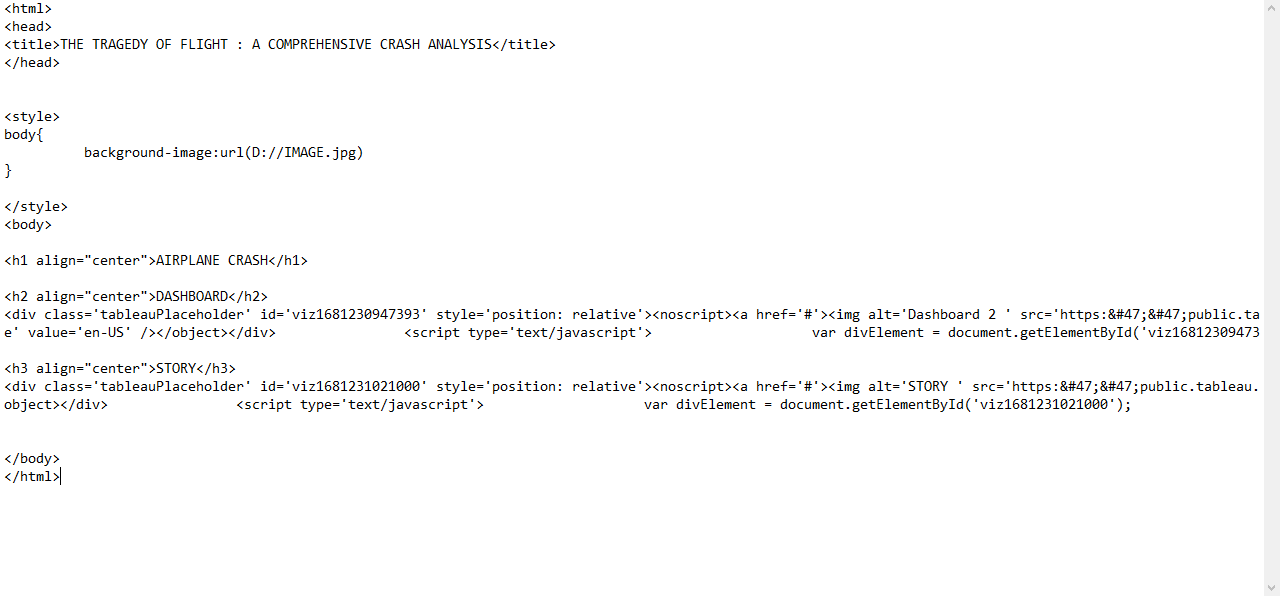 <html>
<head>
<title>THE TRAGEDY OF FLIGHT : A COMPREHENSIVE CRASH ANALYSIS</title>
</head>
<style>
body{
background-image:url(D://IMAGE.jpg)
}
</style>
<body>
<h1 align="center">AIRPLANE CRASH</h1>
<h2 align="center">DASHBOARD</h2>
<div class='tableauPlaceholder' id='viz1681230947393' style='position: relative'><noscript><a href='#'><img alt='Dashboard 2 ' src='https:&#47;&#47;public.ta
e' value='en-US' /></object></div> <script type='text/javascript'> var divElement = document.getElementById('viz16812309473
<h3 align="center">STORY</h3>
<div class='tableauPlaceholder' id='viz1681231021000' style='position: relative'><noscript><a href='#'><img alt='STORY ' src='https:&#47;&#47;public.tableau.
object></div> <script type='text/javascript'> var divElement = document.getElementById('viz1681231021000');
</body>
</html>